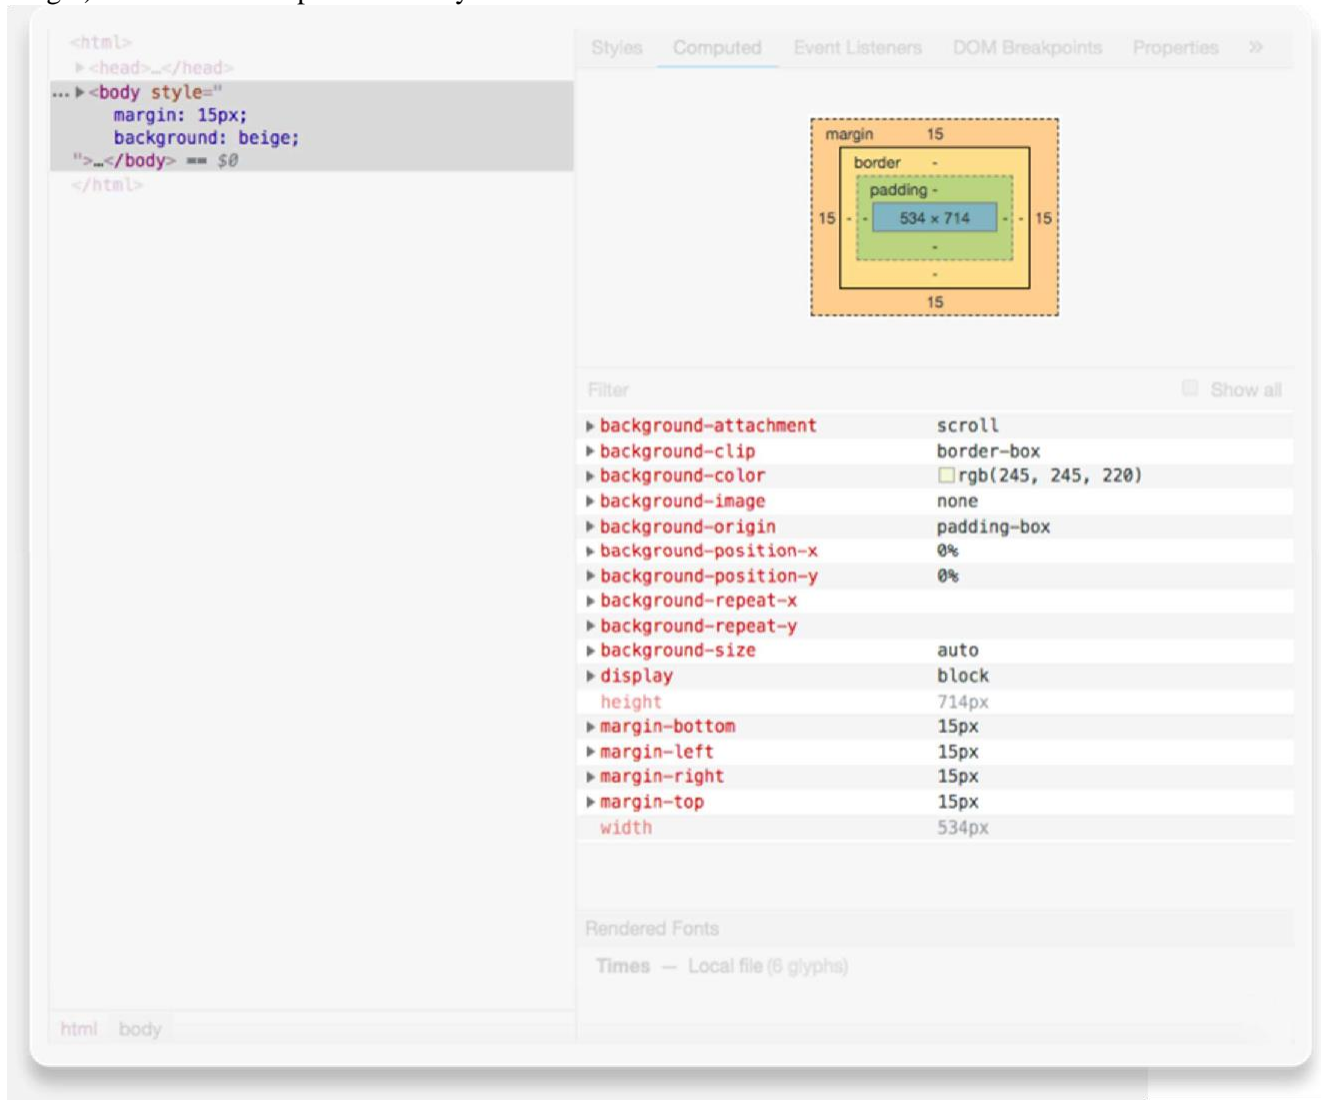 <html>
▶<head>…</head>
… ▶<body style="
margin: 15px;
background: beige;
">…</body> == $0
</html>
html body
Styles Computed Event Listeners DOM Breakpoints Properties »
margin 15
border -
padding -
15 - - 534 × 714 - - 15
-
-
15
Filter Show all
▶background-attachment scroll
▶background-clip border-box
▶background-color rgb(245, 245, 220)
▶background-image none
▶background-origin padding-box
▶background-position-x 0%
▶background-position-y 0%
▶background-repeat-x
▶background-repeat-y
▶background-size auto
▶display block
height 714px
▶margin-bottom 15px
▶margin-left 15px
▶margin-right 15px
▶margin-top 15px
width 534px
Rendered Fonts
Times — Local file (6 glyphs)